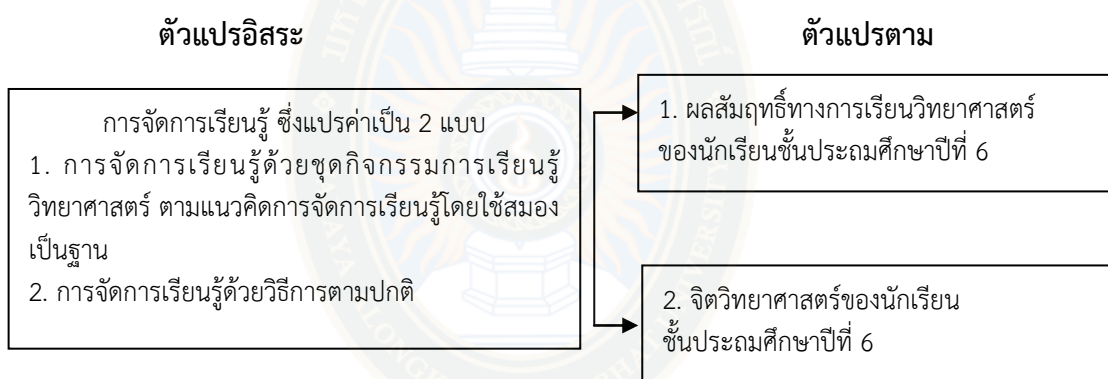 ตัวแปรอิสระ
ตัวแปรตาม
การจัดการเรียนรู้ ซึ่งแปรค่าเป็น 2 แบบ
1. การจัดการเรียนรู้ด้วยชุดกิจกรรมการเรียนรู้
วิทยาศาสตร์ ตามแนวคิดการจัดการเรียนรู้โดยใช้สมอง
เป็นฐาน
2. การจัดการเรียนรู้ด้วยวิธีการตามปกติ
1. ผลสัมฤทธิ์ทางการเรียนวิทยาศาสตร์
ของนักเรียนชั้นประถมศึกษาปีที่ 6
2. จิตวิทยาศาสตร์ของนักเรียน
ชั้นประถมศึกษาปีที่ 6